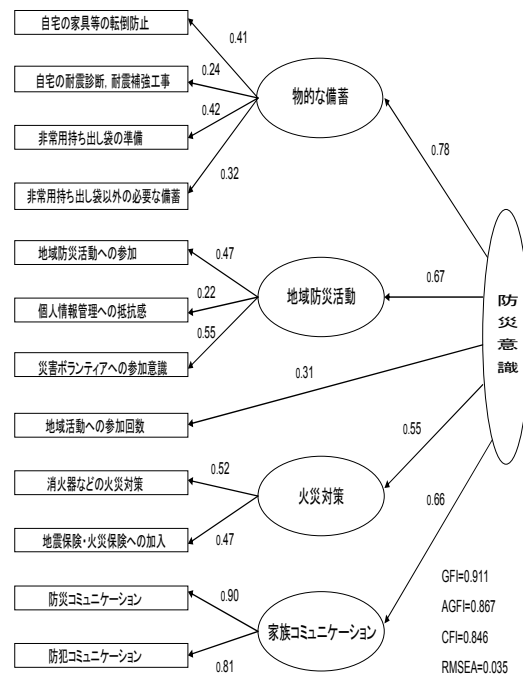 自宅の家具等の転倒防止
0.41
自宅の耐震診断，耐震補強工事
0.24
物的な備蓄
0.42
非常用持ち出し袋の準備
0.78
0.32
非常用持ち出し袋以外の必要な備蓄
地域防災活動への参加
0.47
0.67
個人情報管理への抵抗感
0.22
地域防災活動
防災意識
0.55
災害ボランティアへの参加意識
0.31
地域活動への参加回数
0.55
消火器などの火災対策
0.52
火災対策
地震保険・火災保険への加入
0.47
0.66
GFI=0.911
防災コミュニケーション
0.90
AGFI=0.867
家族コミュニケーション
CFI=0.846
防犯コミュニケーション
0.81
RMSEA=0.035